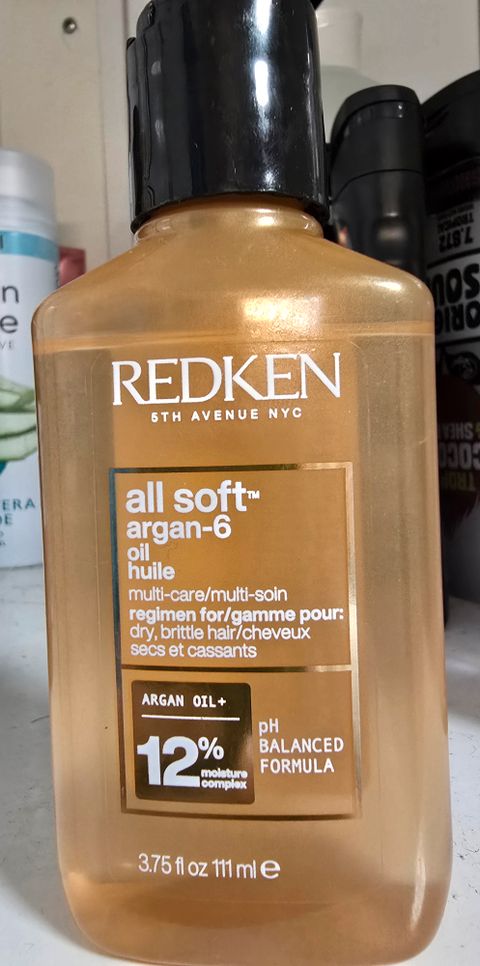 REDKEN
5TH AVENUE NYC
all soft™
argan-6
oil
huile
multi-care/multi-soin
regimen for/gamme pour:
dry, brittle hair/cheveux
secs et cassants
ARGAN OIL+
12%
moisture
complex
pH
BALANCED
FORMULA
3.75 fl oz 111 ml ℮